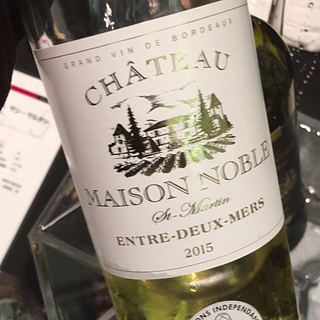 GRAND VIN DE BORDEAUX
CHÂTEAU
MAISON NOBLE
St-Martin
ENTRE-DEUX-MERS
2015